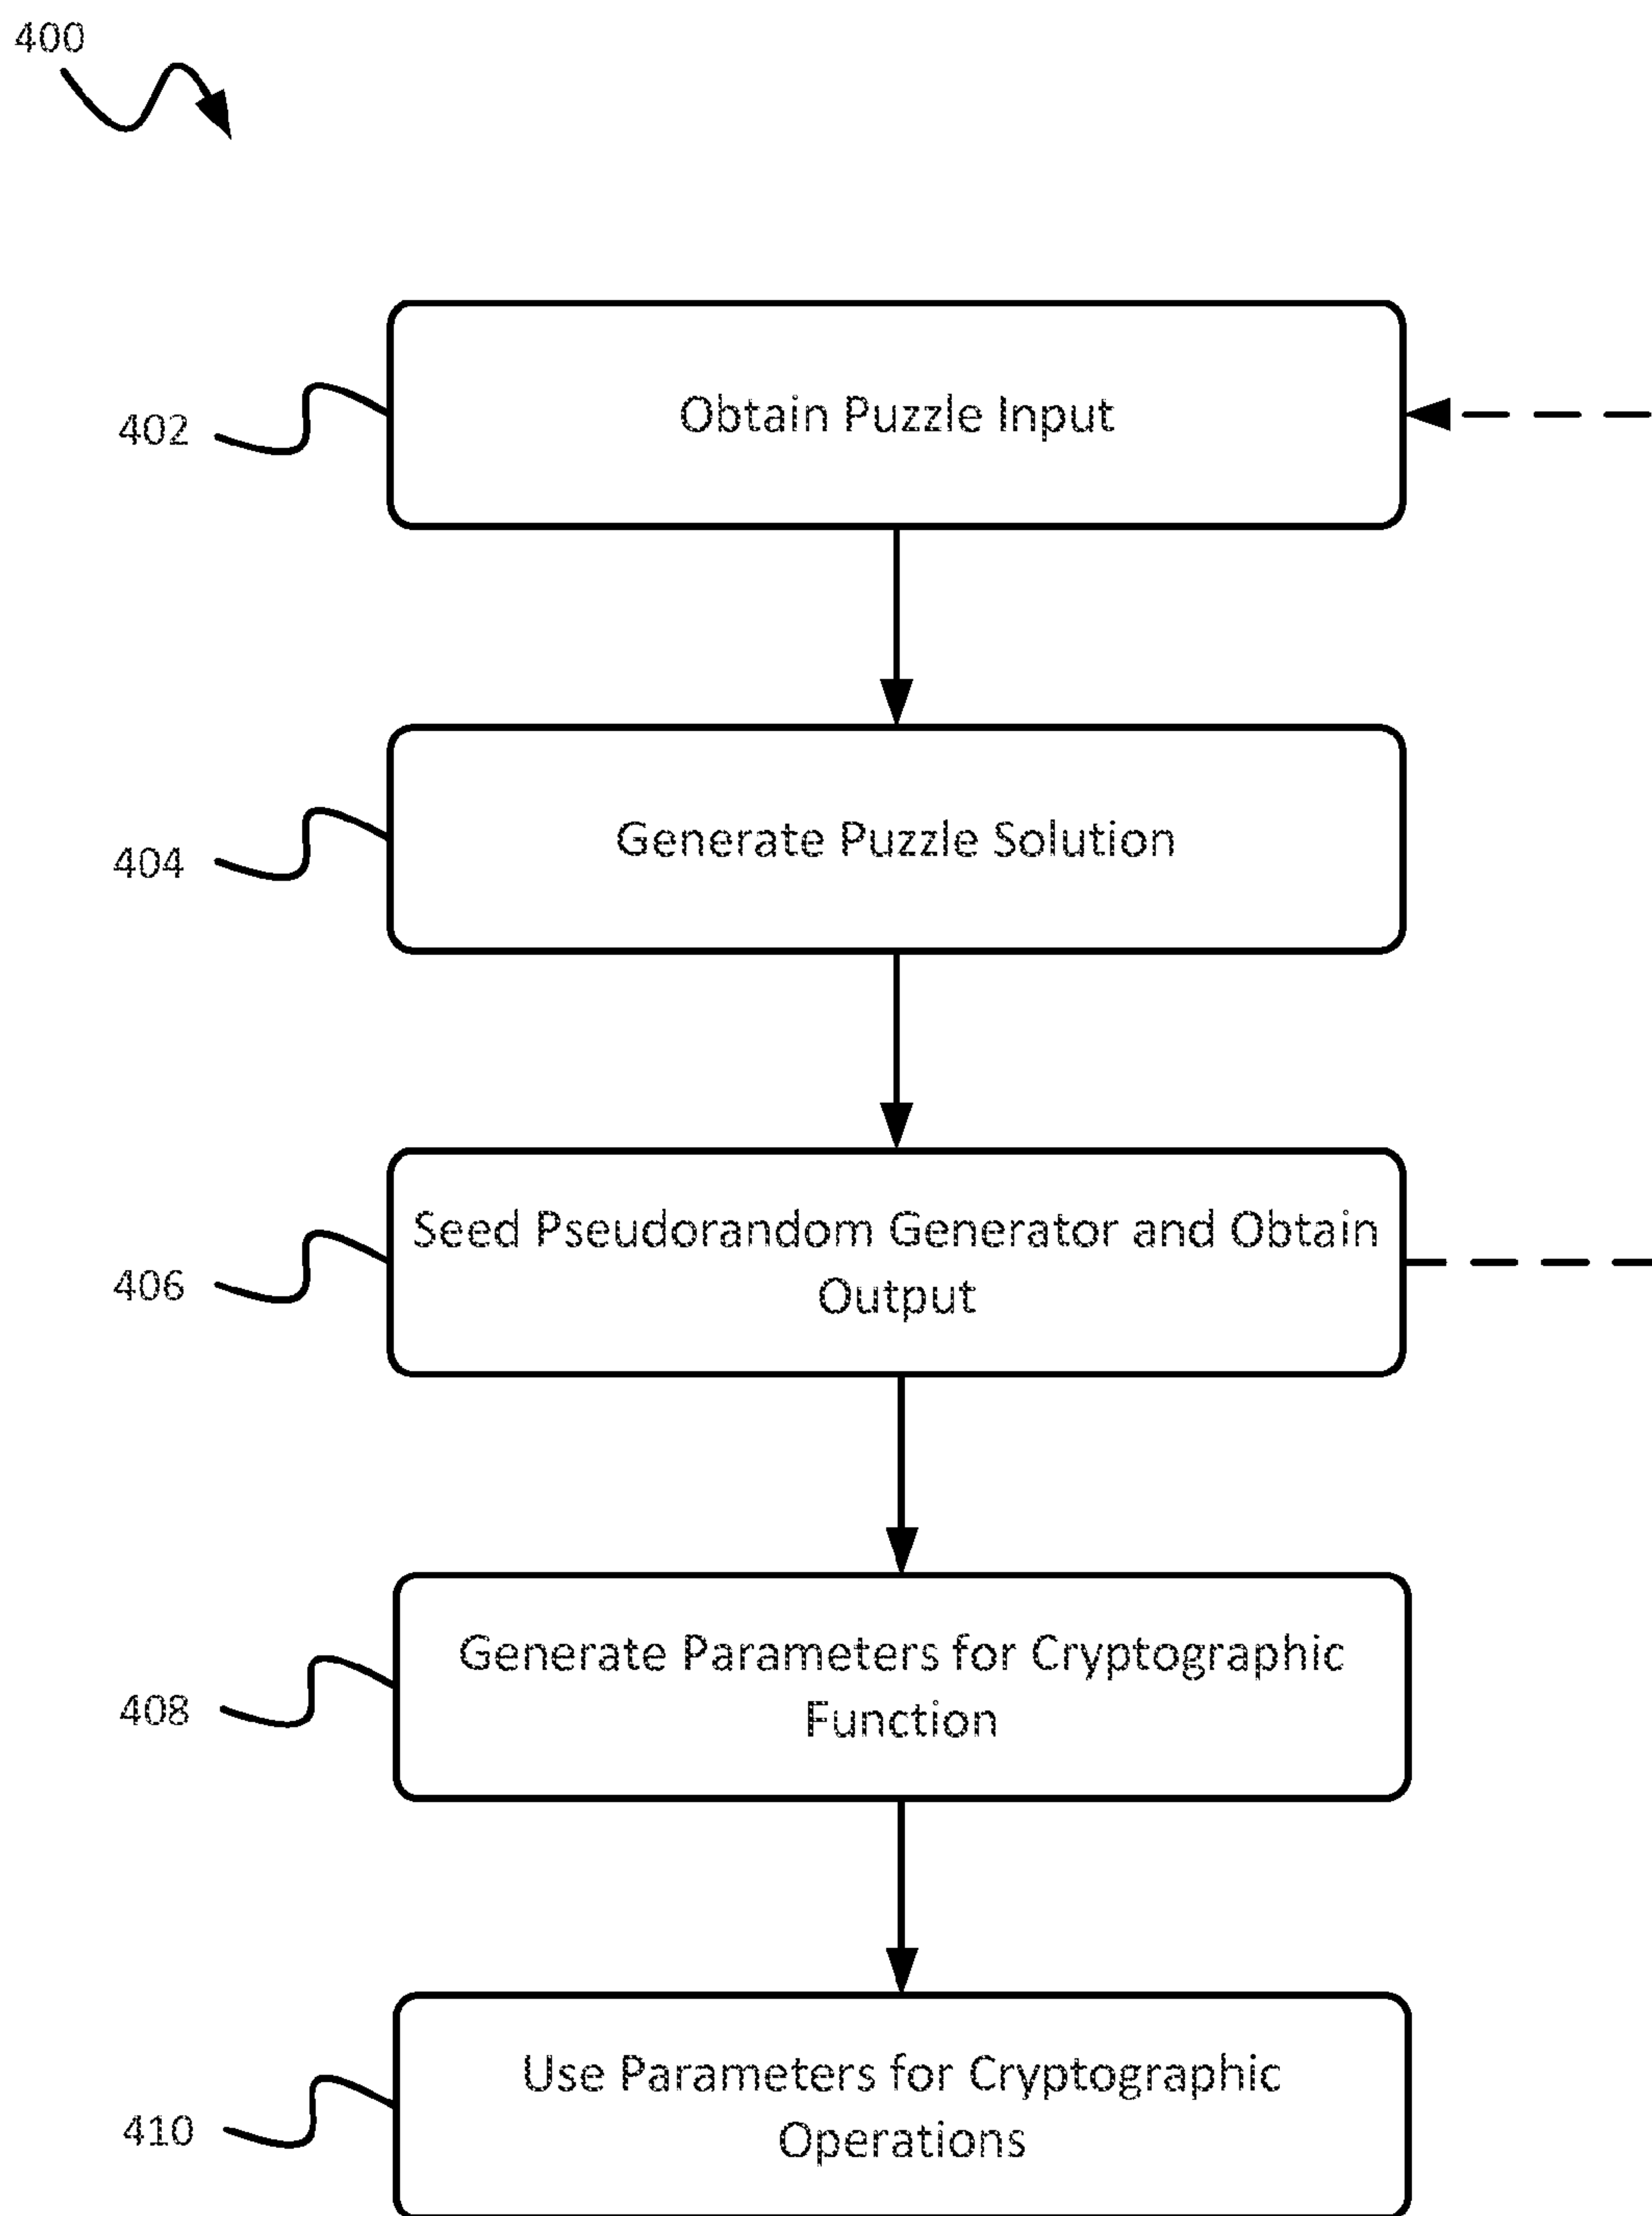 400
402
Obtain Puzzle Input
404
Generate Puzzle Solution
406
Seed Pseudorandom Generator and Obtain
Output
408
Generate Parameters for Cryptographic
Function
410
Use Parameters for Cryptographic
Operations